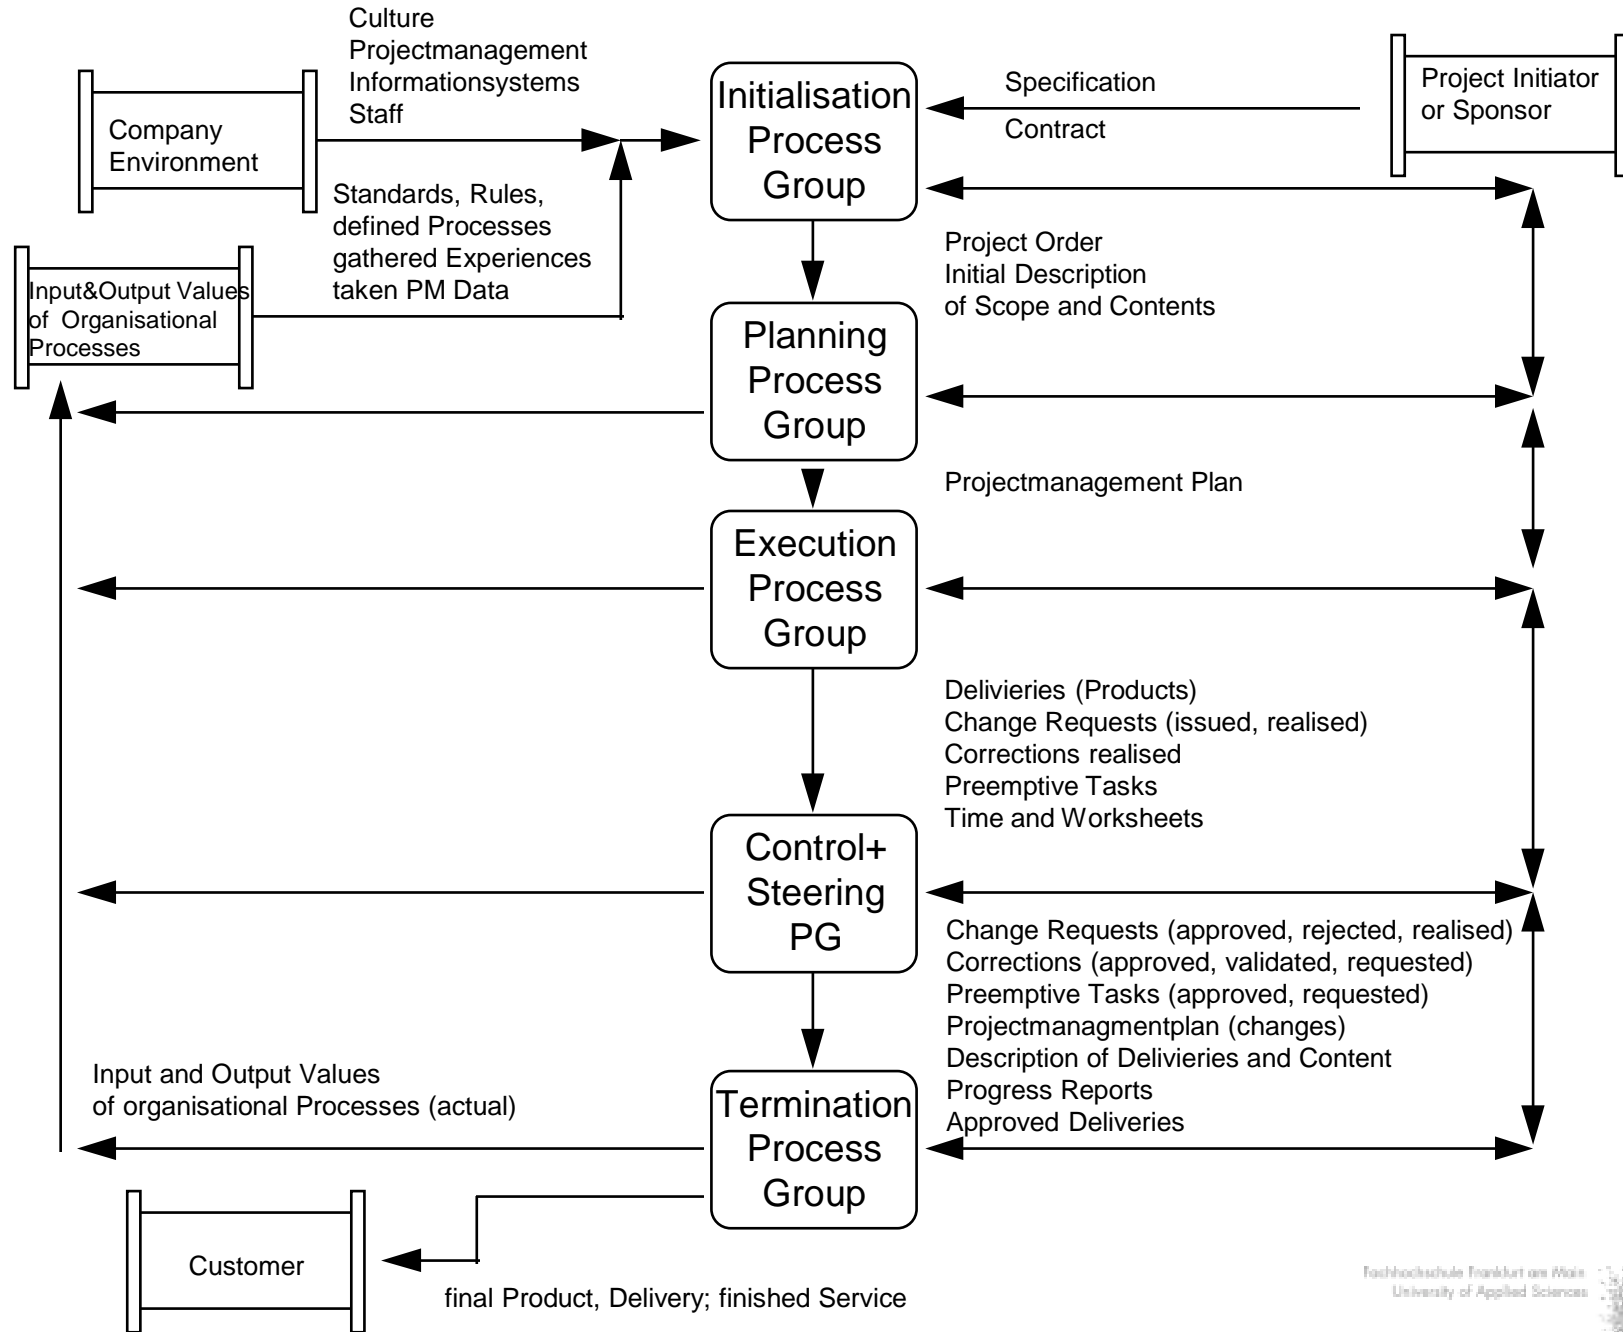 Culture
Projectmanagement
Informationsystems
Staff
Company
Environment
Initialisation
Process
Group
Specification
Contract
Project Initiator
or Sponsor
Standards, Rules,
defined Processes
gathered Experiences
taken PM Data
Input&Output Values
of Organisational
Processes
Project Order
Initial Description
of Scope and Contents
Planning
Process
Group
Projectmanagement Plan
Execution
Process
Group
Delivieries (Products)
Change Requests (issued, realised)
Corrections realised
Preemptive Tasks
Time and Worksheets
Control+
Steering
PG
Change Requests (approved, rejected, realised)
Corrections (approved, validated, requested)
Preemptive Tasks (approved, requested)
Projectmanagmentplan (changes)
Description of Delivieries and Content
Progress Reports
Approved Deliveries
Input and Output Values
of organisational Processes (actual)
Termination
Process
Group
Customer
final Product, Delivery; finished Service
Fachhochschule Frankfurt am Main
University of Applied Sciences